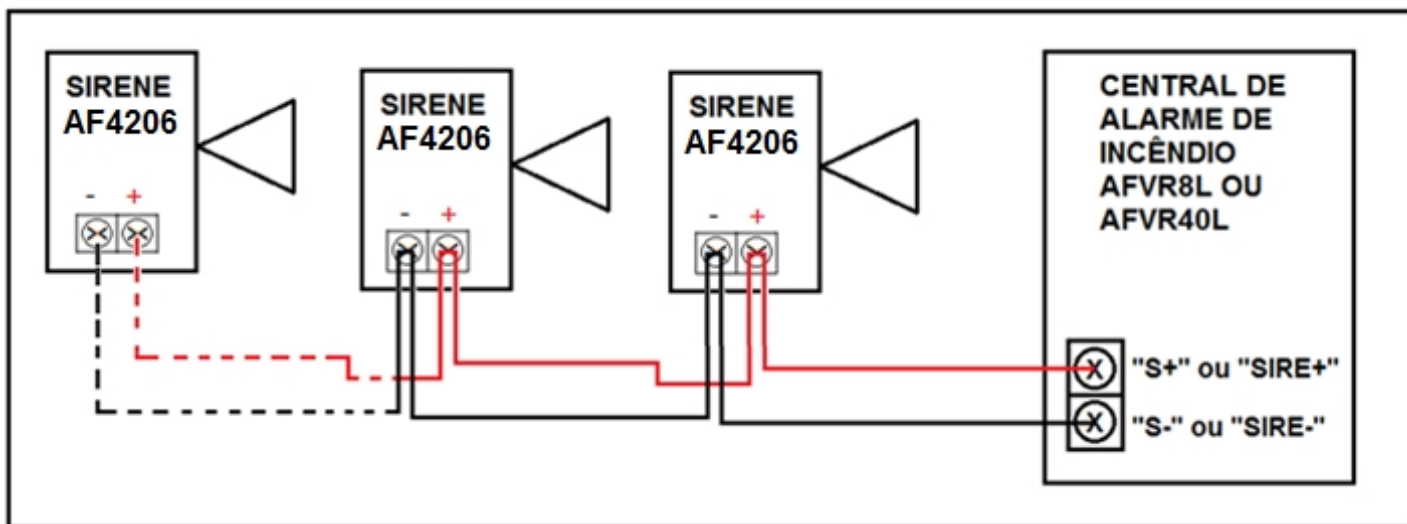 SIRENE
AF4206
- +
SIRENE
AF4206
- +
SIRENE
AF4206
- +
CENTRAL DE
ALARME DE
INCÊNDIO
AFVR8L OU
AFVR40L
X "S+" ou "SIRE+"
X "S-" ou "SIRE-"